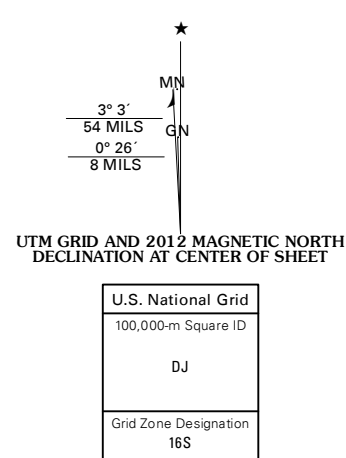 ★
MN
3° 3´
54 MILS
GN
0° 26´
8 MILS
UTM GRID AND 2012 MAGNETIC NORTH
DECLINATION AT CENTER OF SHEET
U.S. National Grid
100,000-m Square ID
DJ
Grid Zone Designation
16S